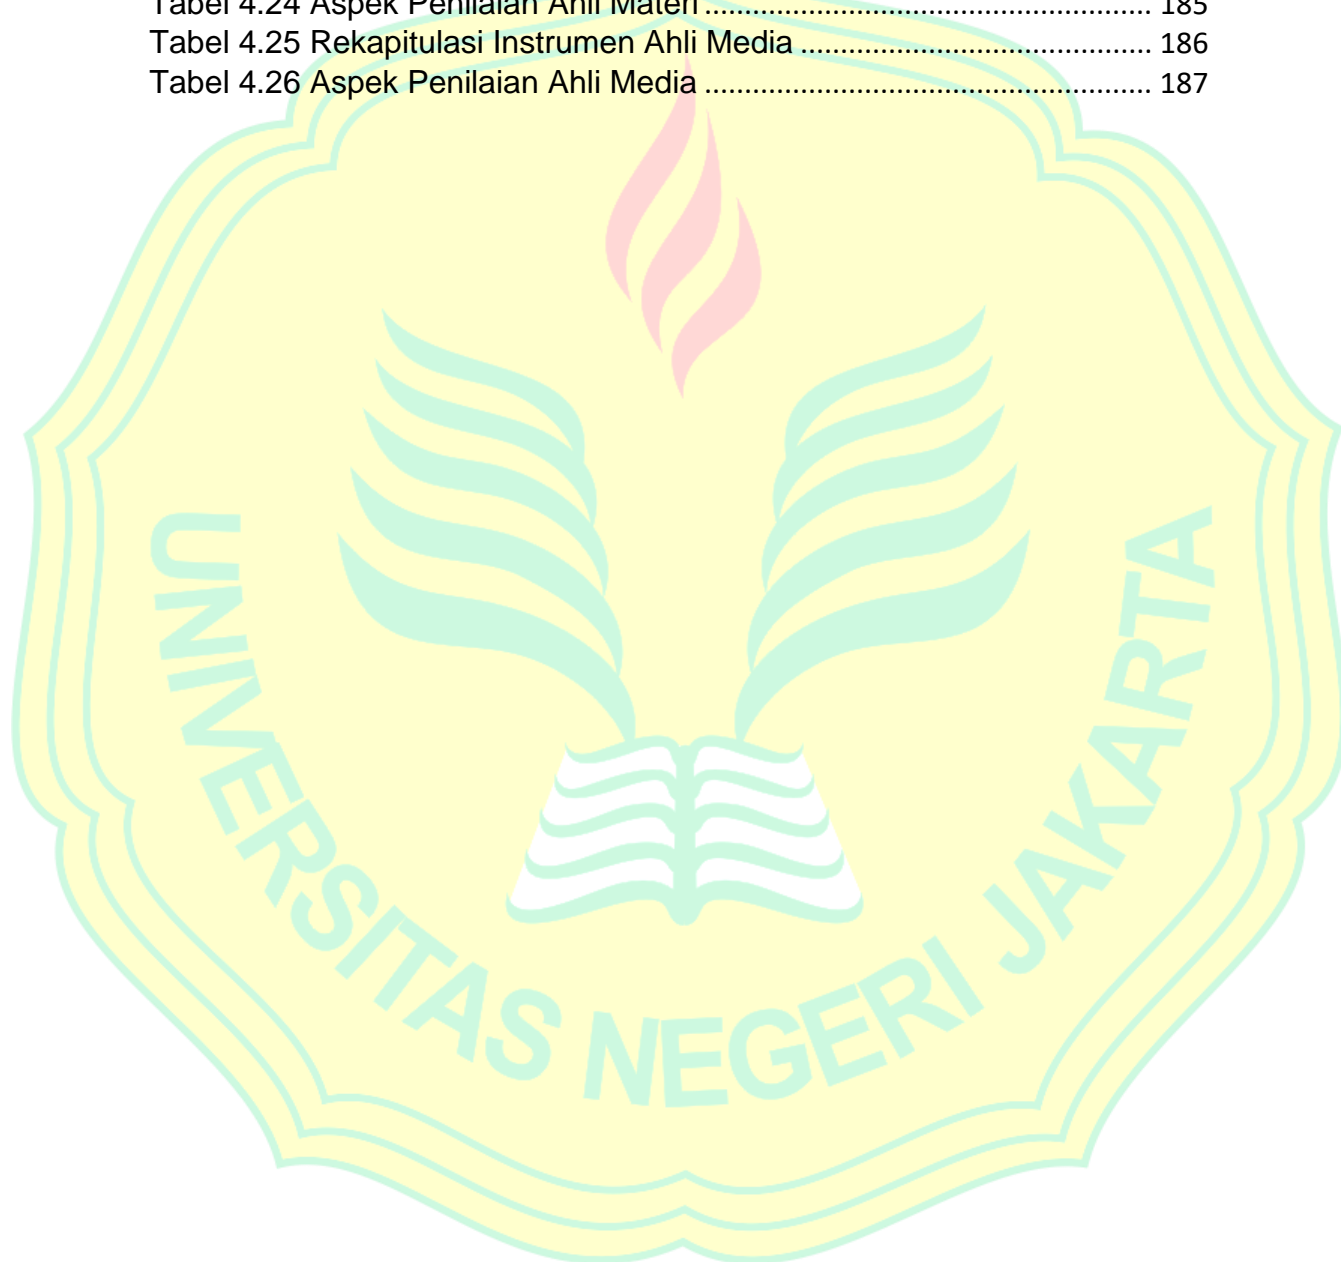 Tabel 4.24 Aspek Penilaian Ahli Materi ........................................................ 185
Tabel 4.25 Rekapitulasi Instrumen Ahli Media ............................................ 186
Tabel 4.26 Aspek Penilaian Ahli Media ........................................................ 187
UNIVERSITAS NEGERI JAKARTA